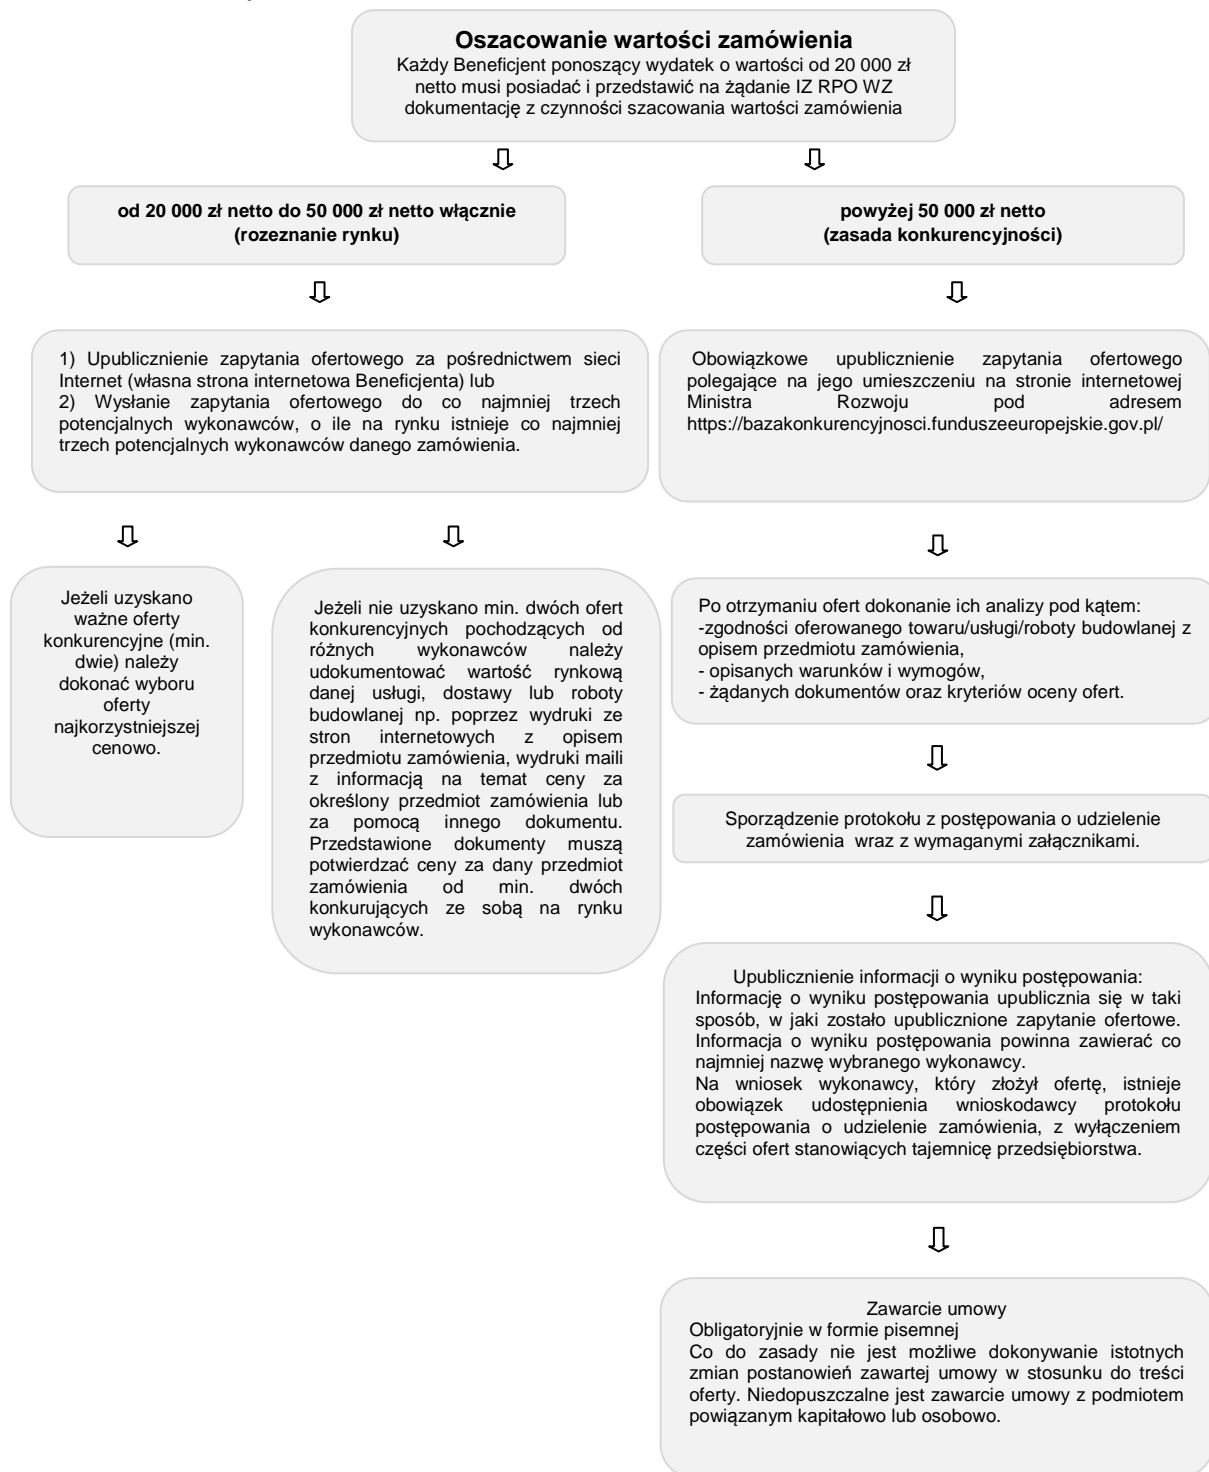 Oszacowanie wartości zamówienia
Każdy Beneficjent ponoszący wydatek o wartości od 20 000 zł
netto musi posiadać i przedstawić na żądanie IZ RPO WZ
dokumentację z czynności szacowania wartości zamówienia
od 20 000 zł netto do 50 000 zł netto włącznie
(rozeznanie rynku)
powyżej 50 000 zł netto
(zasada konkurencyjności)
1) Upublicznienie zapytania ofertowego za pośrednictwem sieci
Internet (własna strona internetowa Beneficjenta) lub
2) Wysłanie zapytania ofertowego do co najmniej trzech
potencjalnych wykonawców, o ile na rynku istnieje co najmniej
trzech potencjalnych wykonawców danego zamówienia.
Obowiązkowe upublicznienie zapytania ofertowego
polegające na jego umieszczeniu na stronie internetowej
Ministra Rozwoju pod adresem
https://bazakonkurencyjnosci.funduszeeuropejskie.gov.pl/
Jeżeli uzyskano
ważne oferty
konkurencyjne (min.
dwie) należy
dokonać wyboru
oferty
najkorzystniejszej
cenowo.
Jeżeli nie uzyskano min. dwóch ofert
konkurencyjnych pochodzących od
różnych wykonawców należy
udokumentować wartość rynkową
danej usługi, dostawy lub roboty
budowlanej np. poprzez wydruki ze
stron internetowych z opisem
przedmiotu zamówienia, wydruki maili
z informacją na temat ceny za
określony przedmiot zamówienia lub
za pomocą innego dokumentu.
Przedstawione dokumenty muszą
potwierdzać ceny za dany przedmiot
zamówienia od min. dwóch
konkurujących ze sobą na rynku
wykonawców.
Po otrzymaniu ofert dokonanie ich analizy pod kątem:
-zgodności oferowanego towaru/usługi/roboty budowlanej z
opisem przedmiotu zamówienia,
- opisanych warunków i wymogów,
- żądanych dokumentów oraz kryteriów oceny ofert.
Sporządzenie protokołu z postępowania o udzielenie
zamówienia wraz z wymaganymi załącznikami.
Upublicznienie informacji o wyniku postępowania:
Informację o wyniku postępowania upublicznia się w taki
sposób, w jaki zostało upublicznione zapytanie ofertowe.
Informacja o wyniku postępowania powinna zawierać co
najmniej nazwę wybranego wykonawcy.
Na wniosek wykonawcy, który złożył ofertę, istnieje
obowiązek udostępnienia wnioskodawcy protokołu
postępowania o udzielenie zamówienia, z wyłączeniem
części ofert stanowiących tajemnicę przedsiębiorstwa.
Zawarcie umowy
Obligatoryjnie w formie pisemnej
Co do zasady nie jest możliwe dokonywanie istotnych
zmian postanowień zawartej umowy w stosunku do treści
oferty. Niedopuszczalne jest zawarcie umowy z podmiotem
powiązanym kapitałowo lub osobowo.